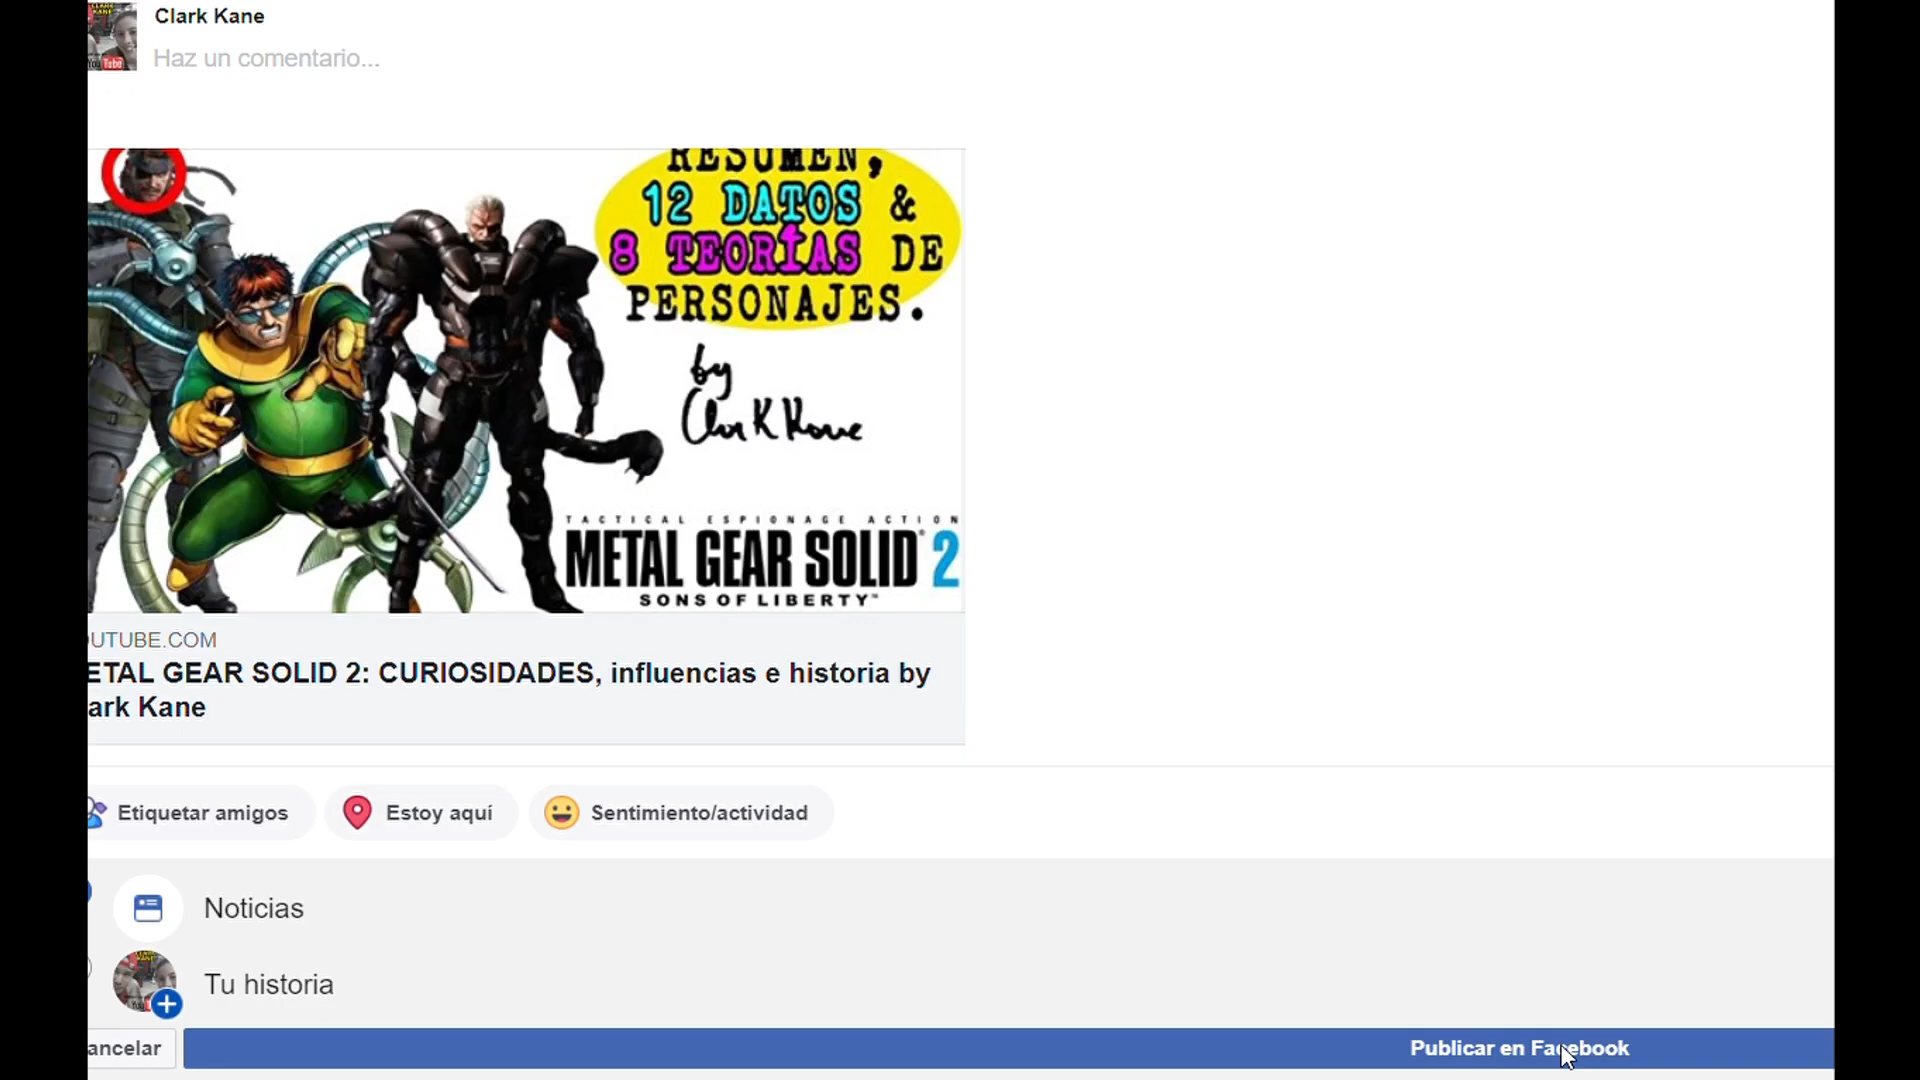 Clark Kane
Haz un comentario...
RESUMEN,
12 DATOS &
8 TEORÍAS DE
PERSONAJES.
by
Clark Kane
TACTICAL ESPIONAGE ACTION
METAL GEAR SOLID 2
SONS OF LIBERTY™
OUTUBE.COM
ETAL GEAR SOLID 2: CURIOSIDADES, influencias e historia by
ark Kane
Etiquetar amigos
Estoy aquí
Sentimiento/actividad
Noticias
Tu historia
ancelar
Publicar en Facebook